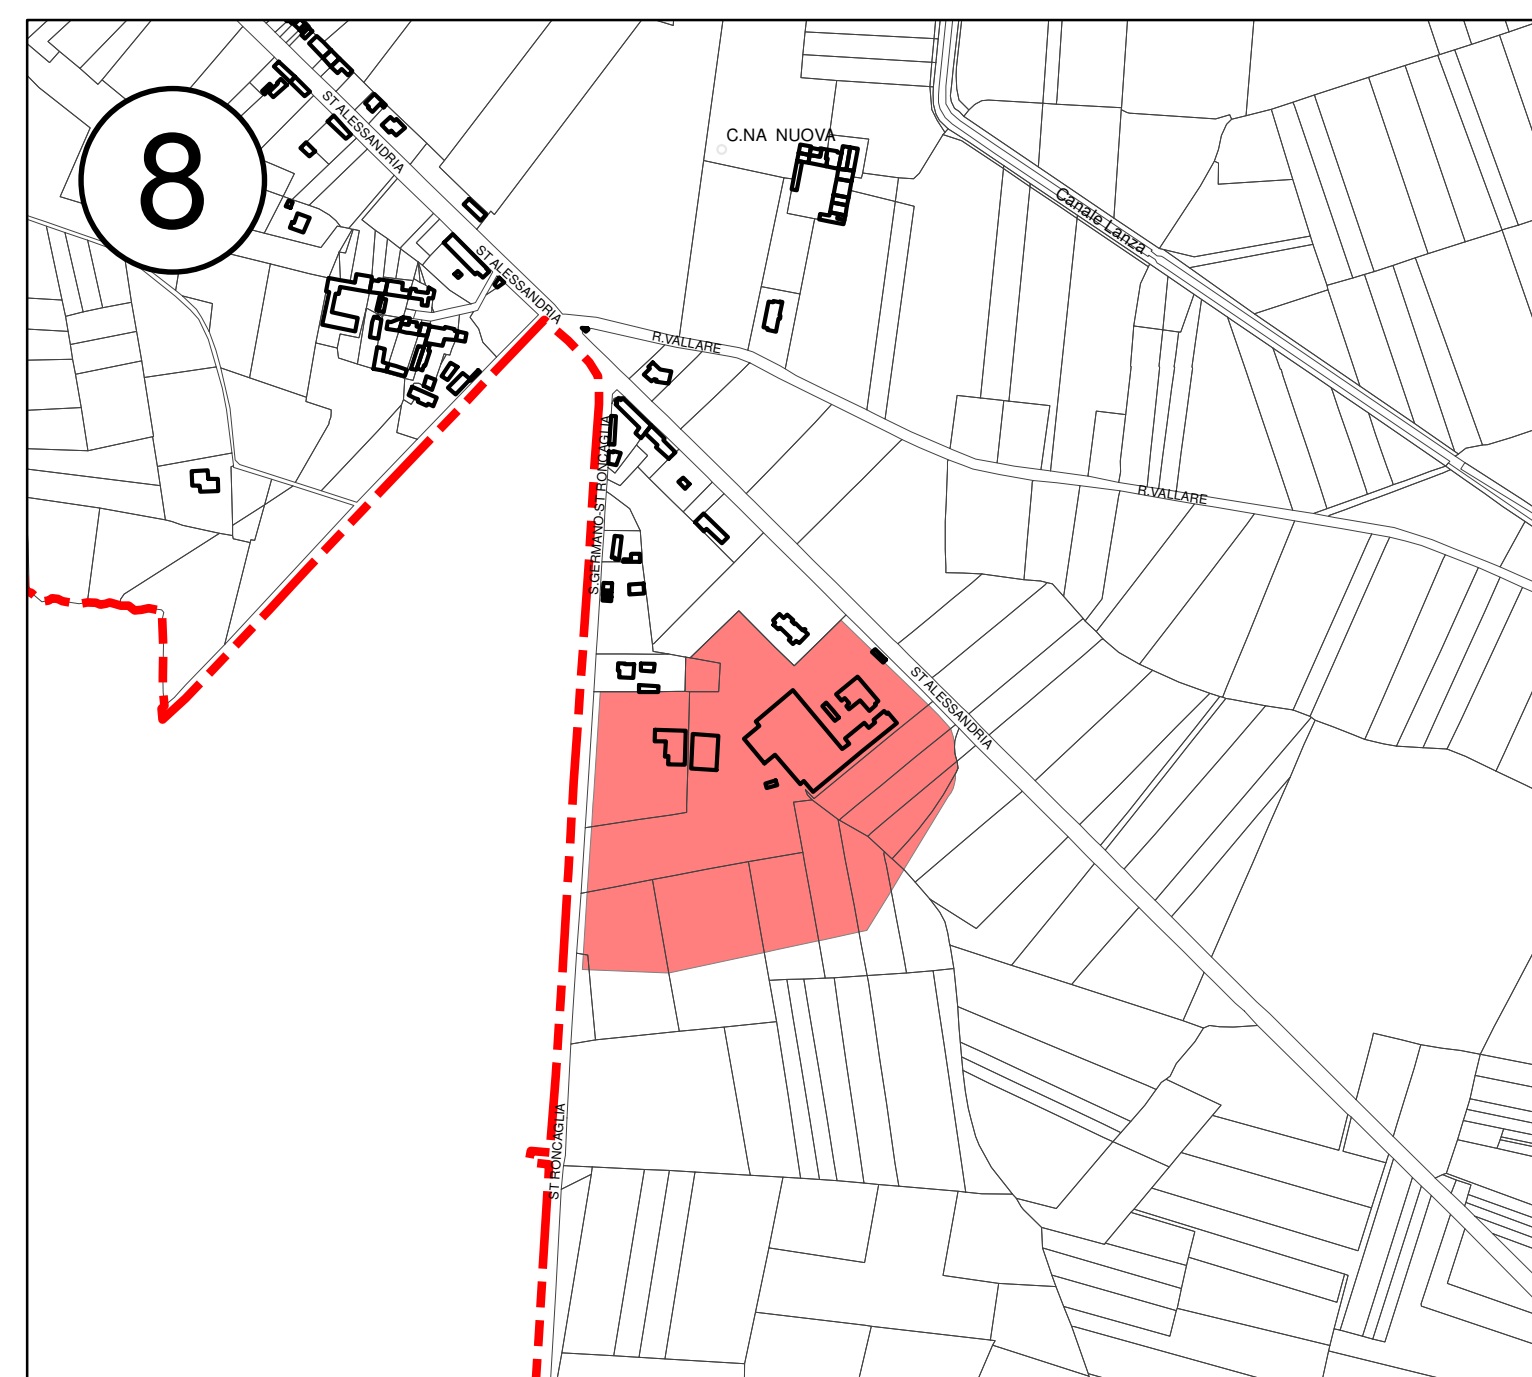 8
ST ALESSANDRIA
C.NA NUOVA
Canale Lanza
ST ALESSANDRIA
R.VALLARE
S.GERMANO-ST RONCAGLIA
R.VALLARE
ST ALESSANDRIA
ST RONCAGLIA